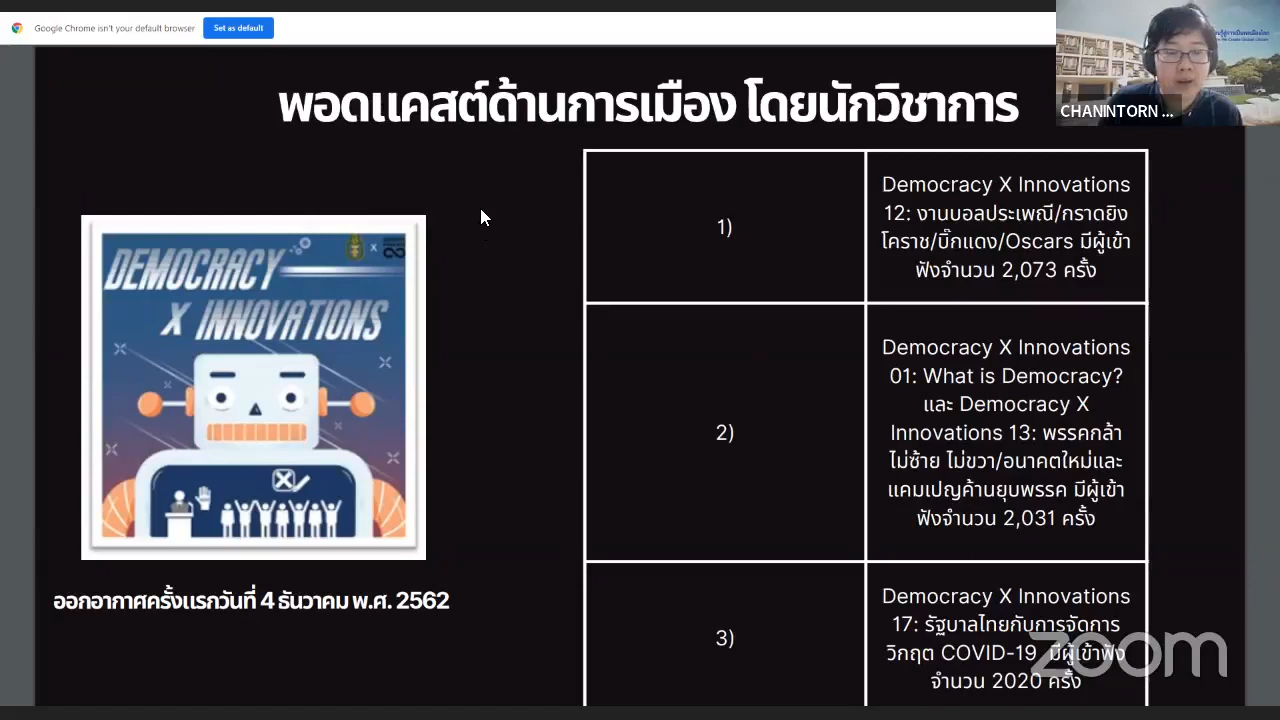 Google Chrome isn't your default browser
Set as default
พอดแคสต์ด้านการเมือง โดยนักวิชาการ
CHANINTORN ...
DEMOCRACY
X INNOVATIONS
X
ออกอากาศครั้งแรกวันที่ 4 ธันวาคม พ.ศ. 2562
1)
Democracy X Innovations
12: งานบอลประเพณี/กราดยิง
โคราช/บิ๊กแดง/Oscars มีผู้เข้า
ฟังจำนวน 2,073 ครั้ง
2)
Democracy X Innovations
01: What is Democracy?
และ Democracy X
Innovations 13: พรรคกล้า
ไม่ซ้าย ไม่ขวา/อนาคตใหม่และ
แคมเปญค้านยุบพรรค มีผู้เข้า
ฟังจำนวน 2,031 ครั้ง
3)
Democracy X Innovations
17: รัฐบาลไทยกับการจัดการ
วิกฤต COVID-19 มีผู้เข้าฟัง
จำนวน 2020 ครั้ง
zoom